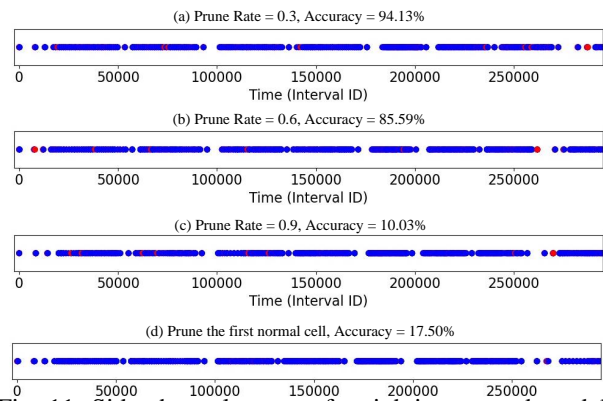 (a) Prune Rate = 0.3, Accuracy = 94.13%
0 50000 100000 150000 200000 250000
Time (Interval ID)
(b) Prune Rate = 0.6, Accuracy = 85.59%
0 50000 100000 150000 200000 250000
Time (Interval ID)
(c) Prune Rate = 0.9, Accuracy = 10.03%
0 50000 100000 150000 200000 250000
Time (Interval ID)
(d) Prune the first normal cell, Accuracy = 17.50%
0 50000 100000 150000 200000 250000